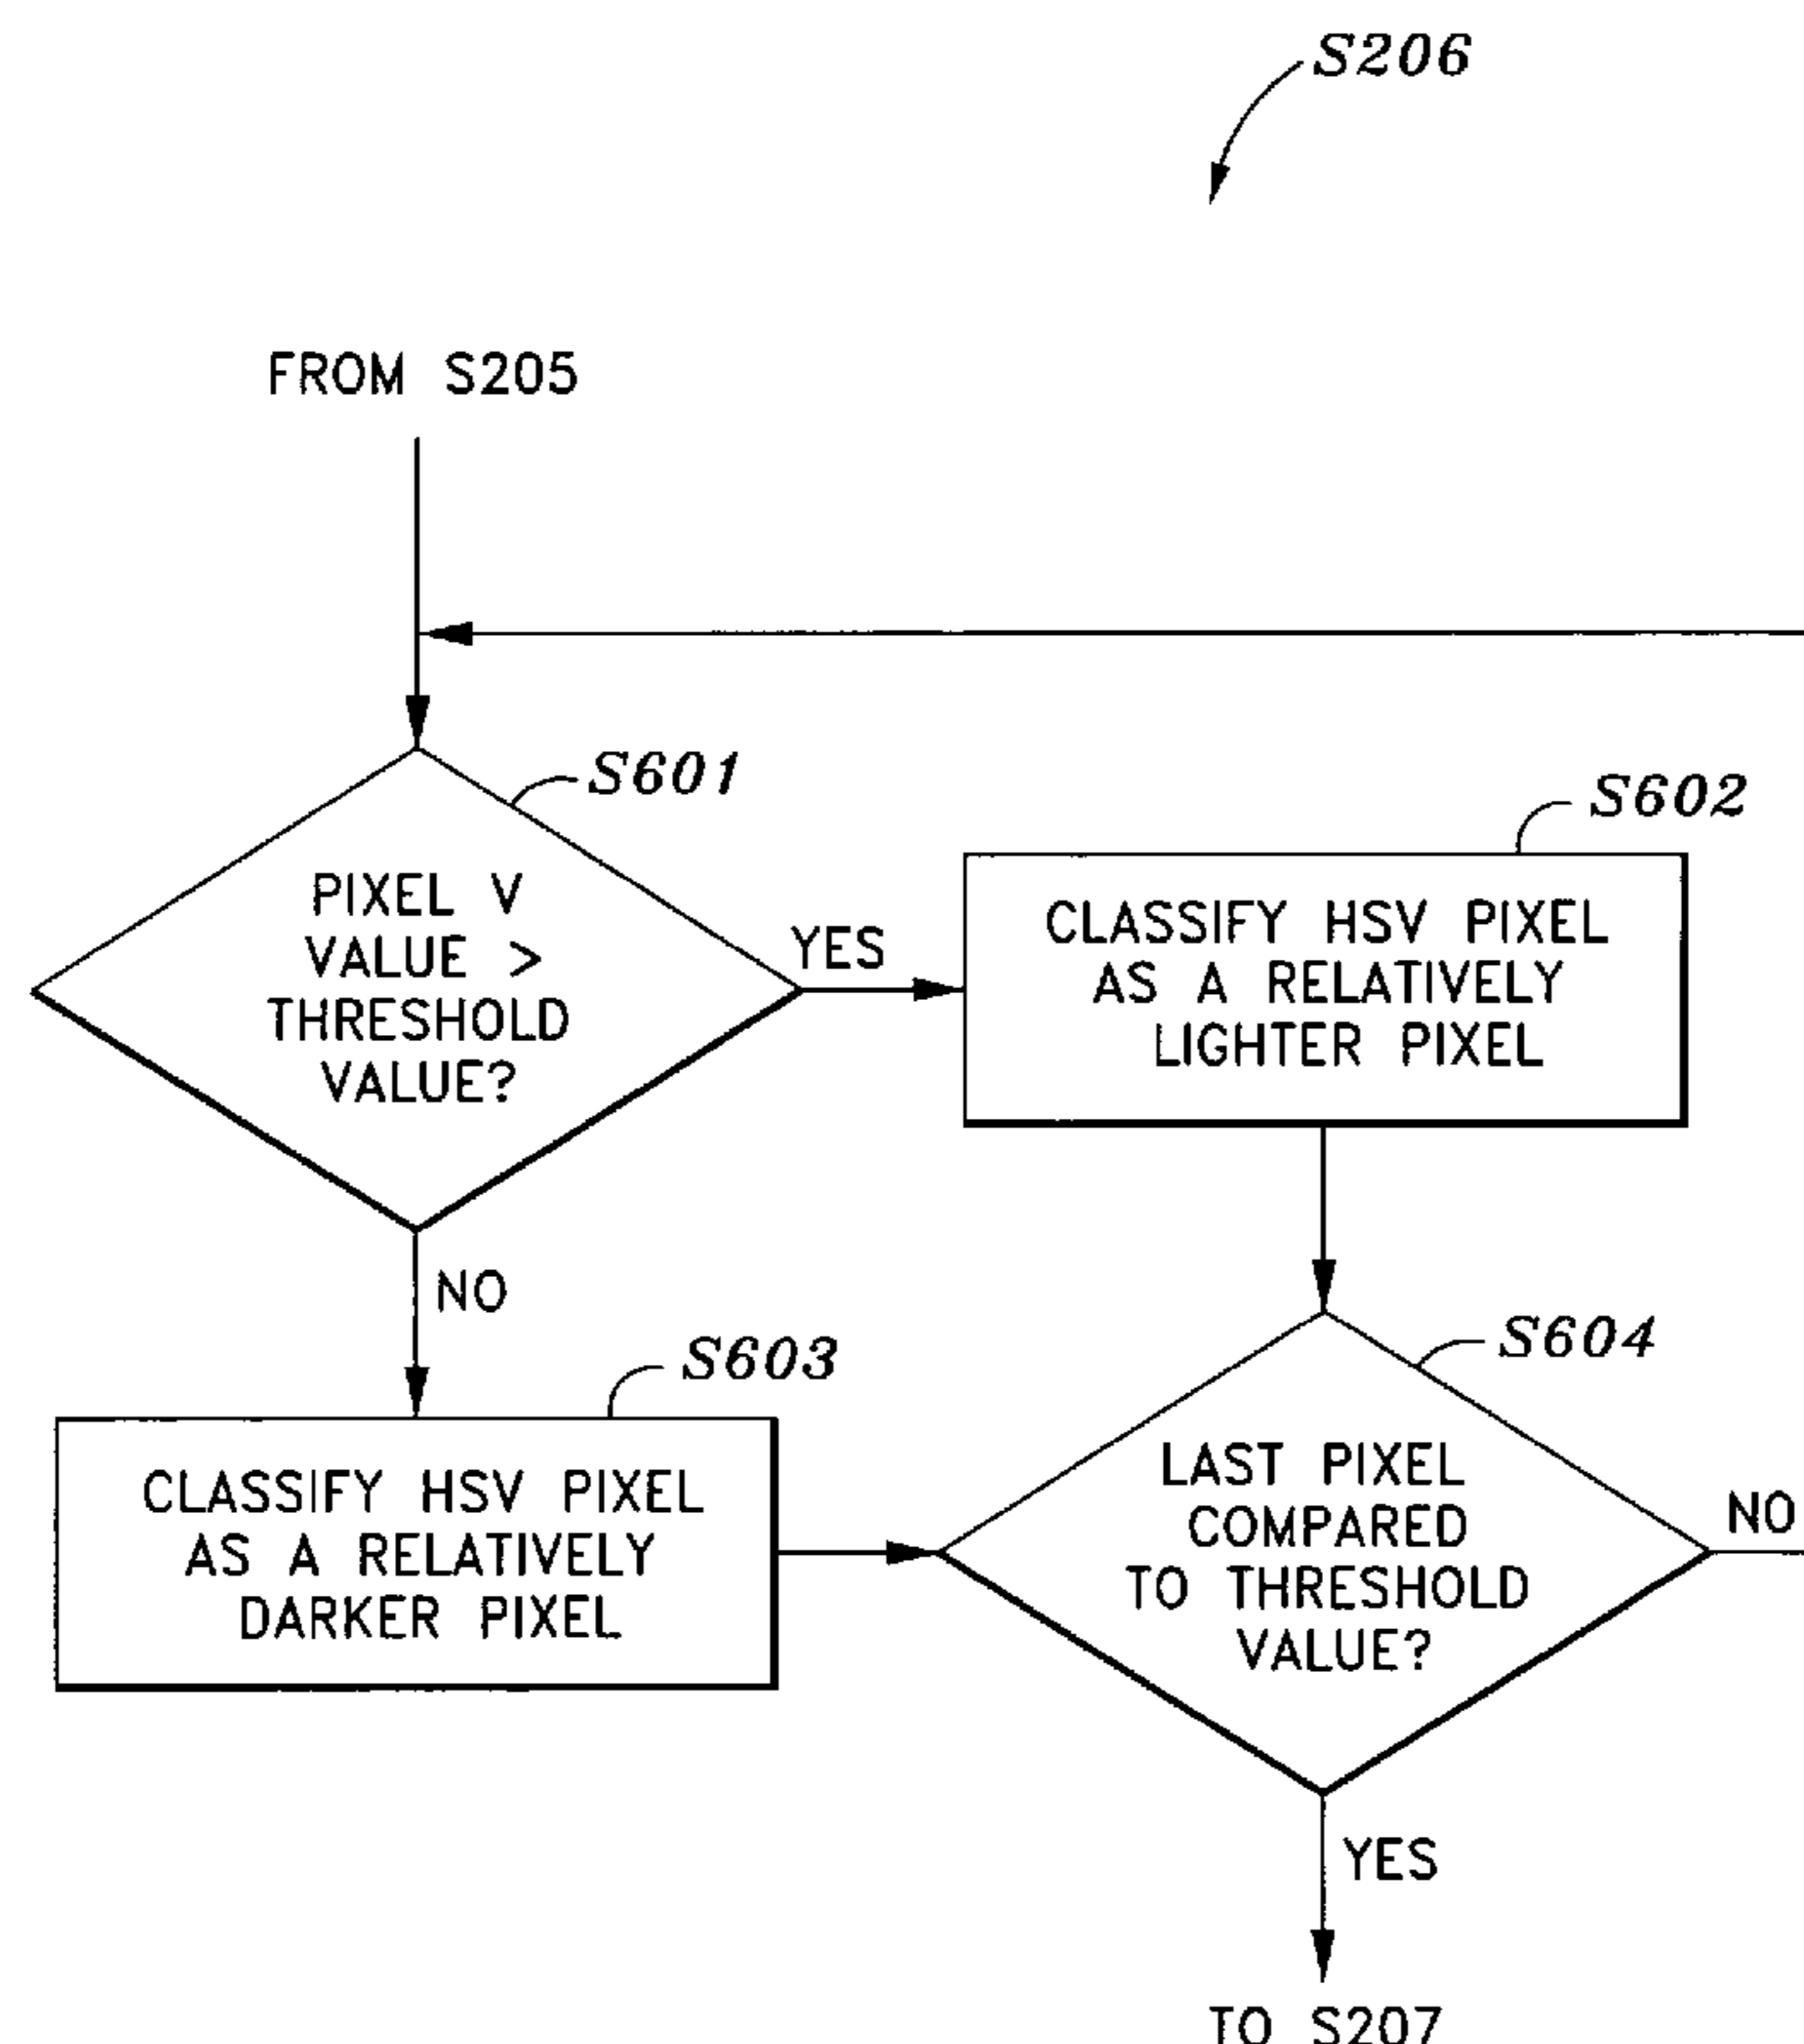 S206
FROM S205
S601
PIXEL V
VALUE >
THRESHOLD
VALUE?
YES
S602
CLASSIFY HSV PIXEL
AS A RELATIVELY
LIGHTER PIXEL
NO
S603
CLASSIFY HSV PIXEL
AS A RELATIVELY
DARKER PIXEL
S604
LAST PIXEL
COMPARED
TO THRESHOLD
VALUE?
NO
YES
TO S207